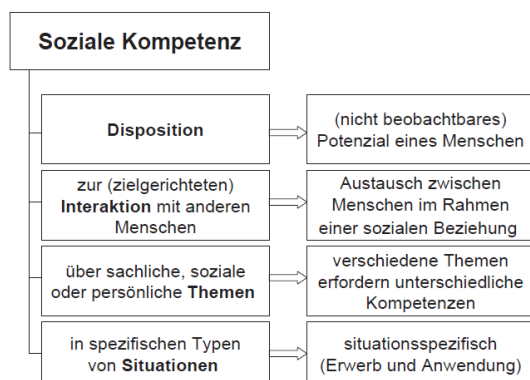 Soziale Kompetenz
Disposition
(nicht beobachtbares)
Potenzial eines Menschen
zur (zielgerichteten)
Interaktion mit anderen
Menschen
Austausch zwischen
Menschen im Rahmen
einer sozialen Beziehung
über sachliche, soziale
oder persönliche Themen
verschiedene Themen
erfordern unterschiedliche
Kompetenzen
in spezifischen Typen
von Situationen
situationsspezifisch
(Erwerb und Anwendung)